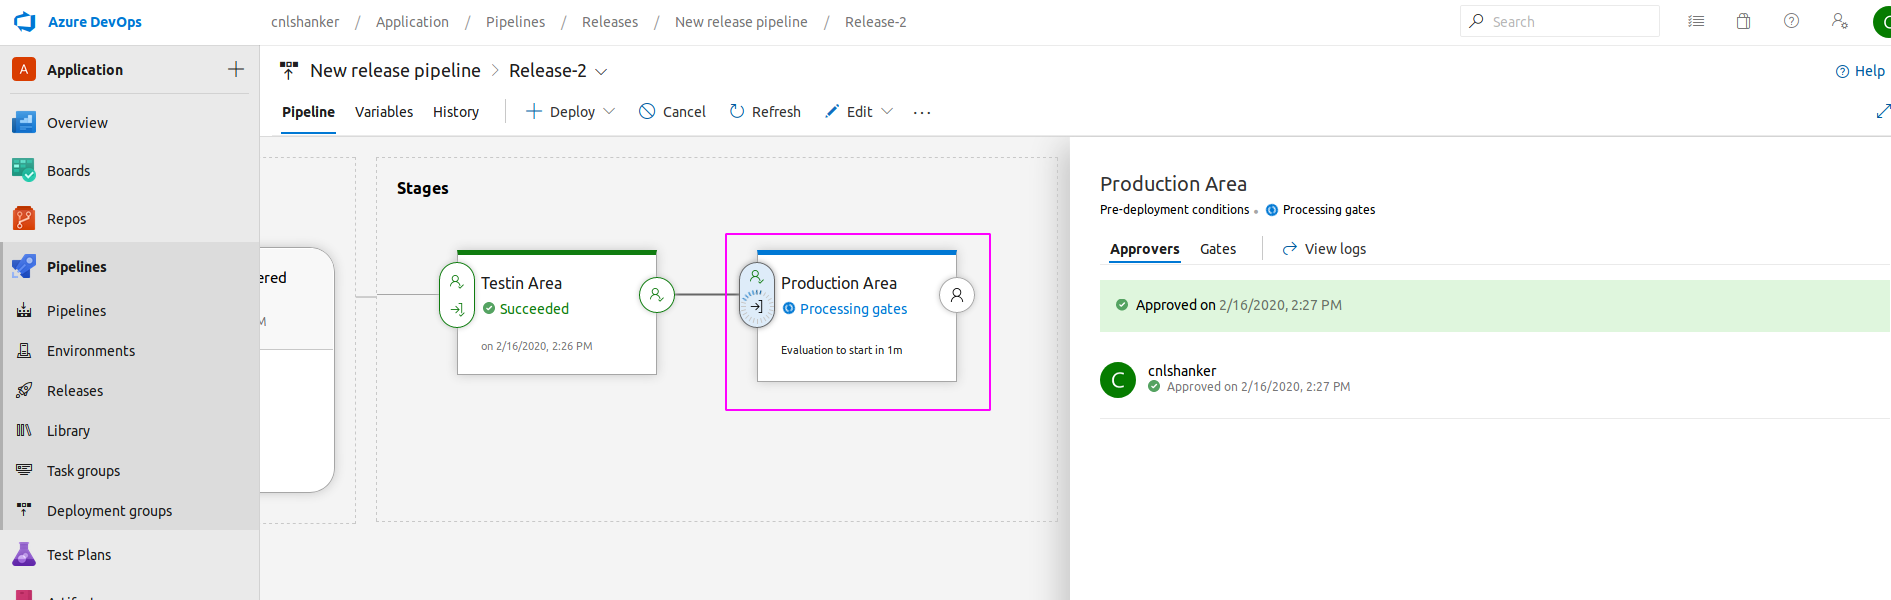 Azure DevOps
cnlshanker / Application / Pipelines / Releases / New release pipeline / Release-2
Search
C
A Application
New release pipeline > Release-2
Help
Pipeline Variables History Deploy Cancel Refresh Edit ...
Overview
Boards
Repos
Pipelines
Pipelines
Environments
Releases
Library
Task groups
Deployment groups
Test Plans
ered
M
Stages
Testin Area
Succeeded
on 2/16/2020, 2:26 PM
Production Area
Processing gates
Evaluation to start in 1m
Production Area
Pre-deployment conditions • Processing gates
Approvers Gates View logs
Approved on 2/16/2020, 2:27 PM
C
cnlshanker
Approved on 2/16/2020, 2:27 PM